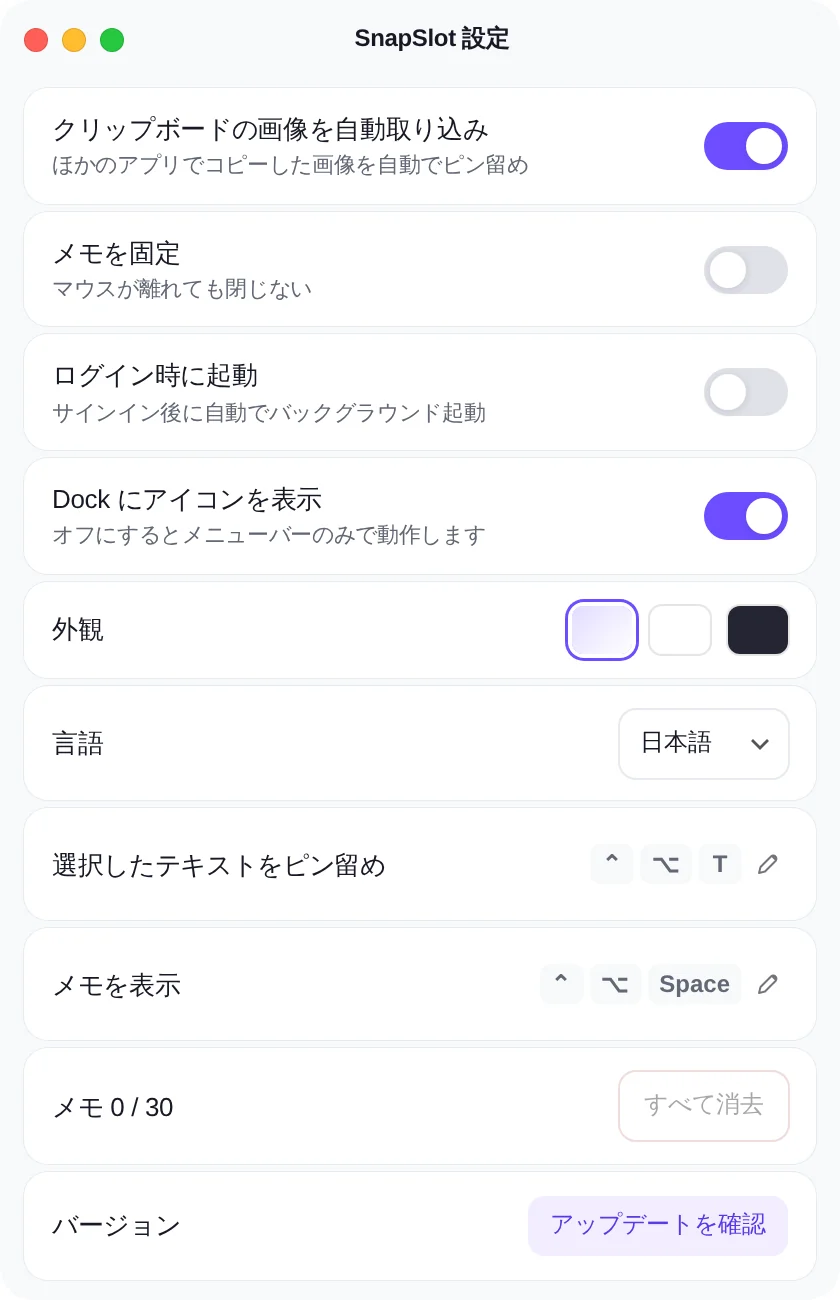 SnapSlot 設定
クリップボードの画像を自動取り込み
ほかのアプリでコピーした画像を自動でピン留め
メモを固定
マウスが離れても閉じない
ログイン時に起動
サインイン後に自動でバックグラウンド起動
Dock にアイコンを表示
オフにするとメニューバーのみで動作します
外観
言語
日本語
選択したテキストをピン留め
⌃ ⌥ T
メモを表示
⌃ ⌥ Space
メモ 0 / 30
すべて消去
バージョン
アップデートを確認